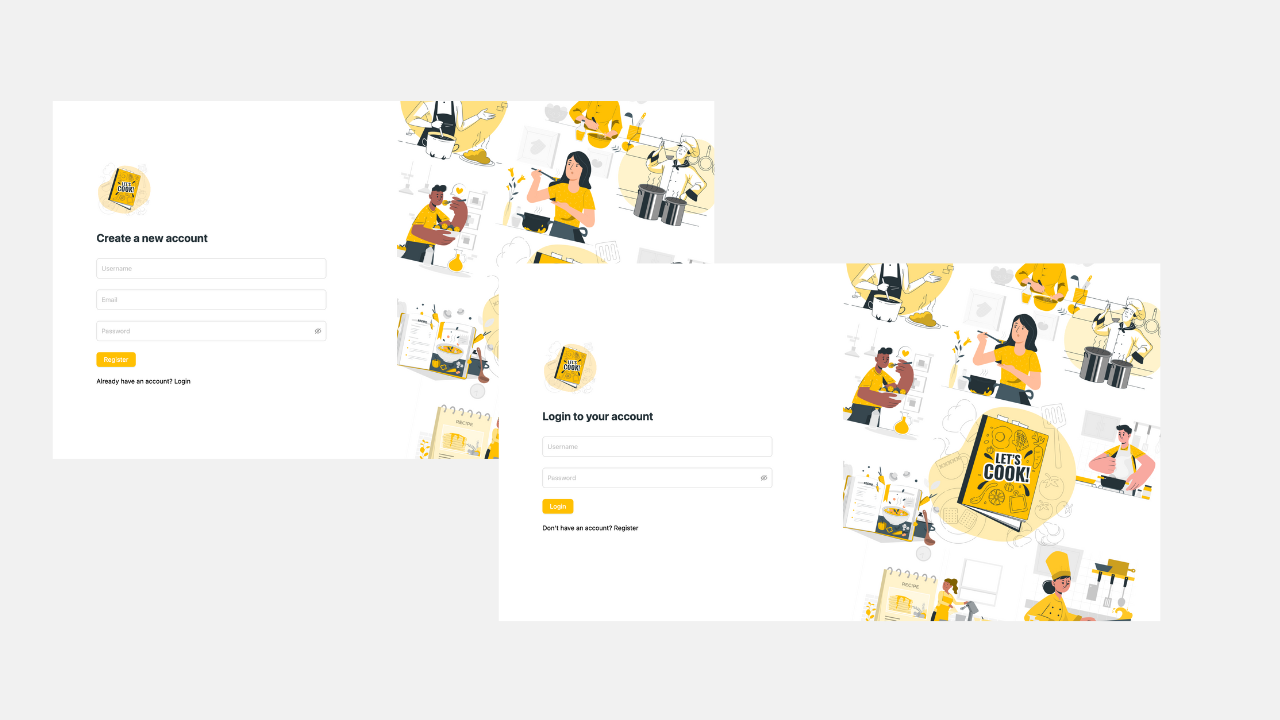 LET'S
COOK!
Create a new account
Username
Email
Password
Register
Already have an account? Login
RECIPE
LET'S
COOK!
Login to your account
Username
Password
Login
Don't have an account? Register
LET'S
COOK!
RECIPE